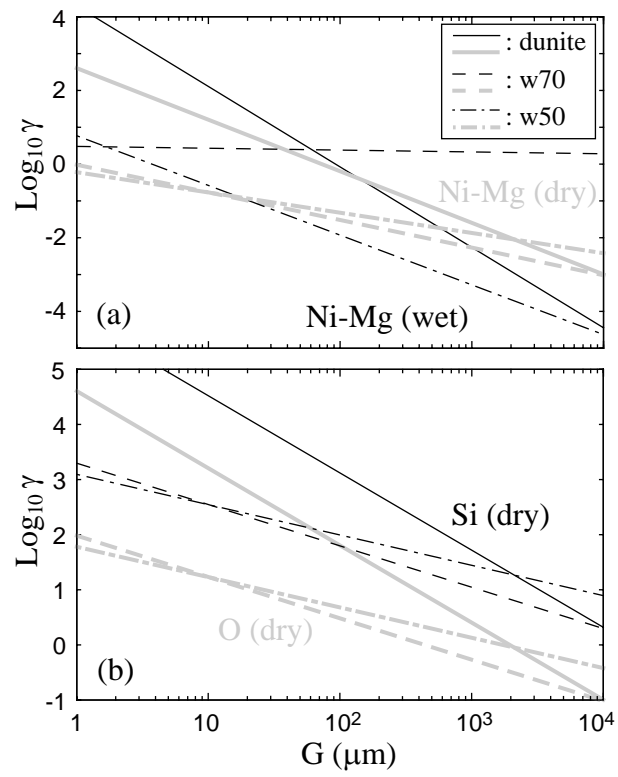 4
2
0
-2
-4
Log₁₀ γ
: dunite
: w70
: w50
Ni-Mg (dry)
(a)
Ni-Mg (wet)
5
4
3
2
1
0
-1
Log₁₀ γ
Si (dry)
O (dry)
(b)
1 10 10² 10³ 10⁴
G (μm)